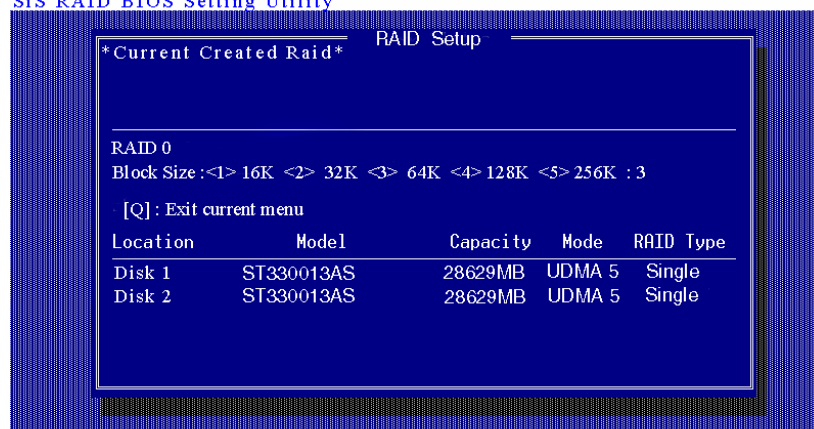 SiS RAID BIOS Setting Utility
RAID Setup
*Current Created Raid*
RAID 0
Block Size :<1> 16K <2> 32K <3> 64K <4> 128K <5> 256K : 3
[Q] : Exit current menu
Location Model Capacity Mode RAID Type
Disk 1 ST330013AS 28629MB UDMA 5 Single
Disk 2 ST330013AS 28629MB UDMA 5 Single